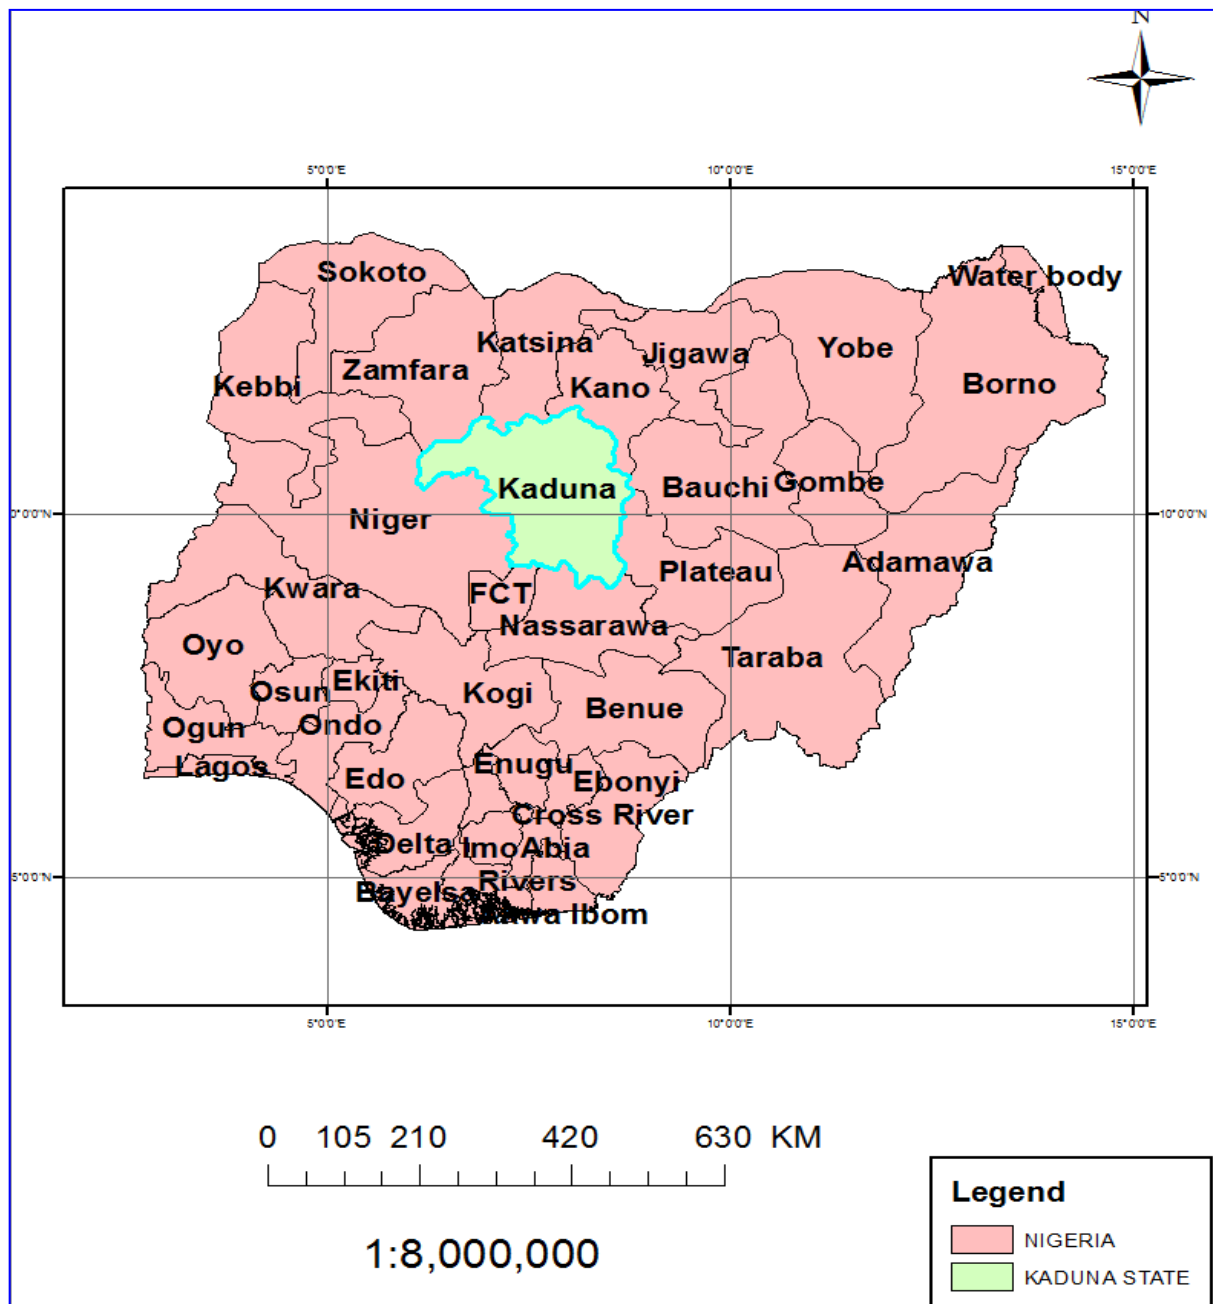 N
5°0'0"E 10°0'0"E 15°0'0"E
Sokoto
Water body
Katsina
Jigawa
Yobe
Zamfara
Kebbi
Kano
Borno
Kaduna
Bauchi
Gombe
0°0'0"N
Niger
10°0'0"N
Adamawa
Plateau
Kwara
FCT
Nassarawa
Oyo
Taraba
Osun
Ekiti
Kogi
Benue
Ogun
Ondo
Lagos
Edo
Enugu
Ebonyi
Cross River
Delta
Imo
Abia
5°0'0"N
Rivers
5°0'0"N
Bayelsa
Ibom
5°0'0"E 10°0'0"E 15°0'0"E
0 105 210 420 630 KM
1:8,000,000
Legend
NIGERIA
KADUNA STATE